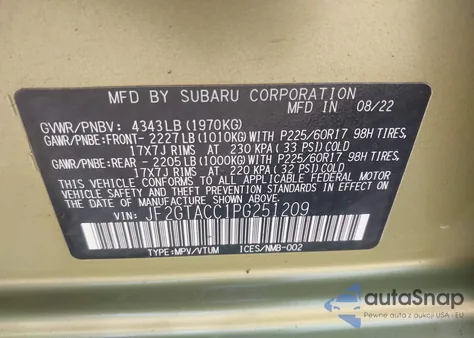 MFD BY SUBARU CORPORATION
MFD IN 08/22
GVWR/PNBV: 4343LB (1970KG)
GAWR/PNBE:FRONT- 2227LB (1010KG) WITH P225/60R17 98H TIRES,
17X7J RIMS AT 230 KPA (33 PSI) COLD
GAWR/PNBE:REAR - 2205LB (1000KG) WITH P225/60R17 98H TIRES,
17X7J RIMS AT 220 KPA (32 PSI) COLD
THIS VEHICLE CONFORMS TO ALL APPLICABLE FEDERAL MOTOR
VEHICLE SAFETY, BUMPER, AND THEFT PREVENTION STANDARDS
IN EFFECT ON THE DATE OF MANUFACTURE SHOWN ABOVE.
VIN: JF2GTACC1PG251209
TYPE:MPV/VTUM ICES/NMB-002
autoSnap
Pewne auta z USA i EU